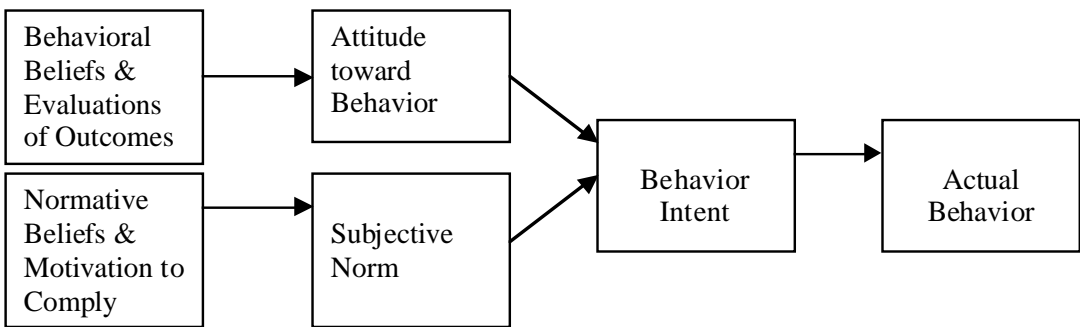 Behavioral
Beliefs &
Evaluations
of Outcomes
Attitude
toward
Behavior
Normative
Beliefs &
Motivation to
Comply
Subjective
Norm
Behavior
Intent
Actual
Behavior